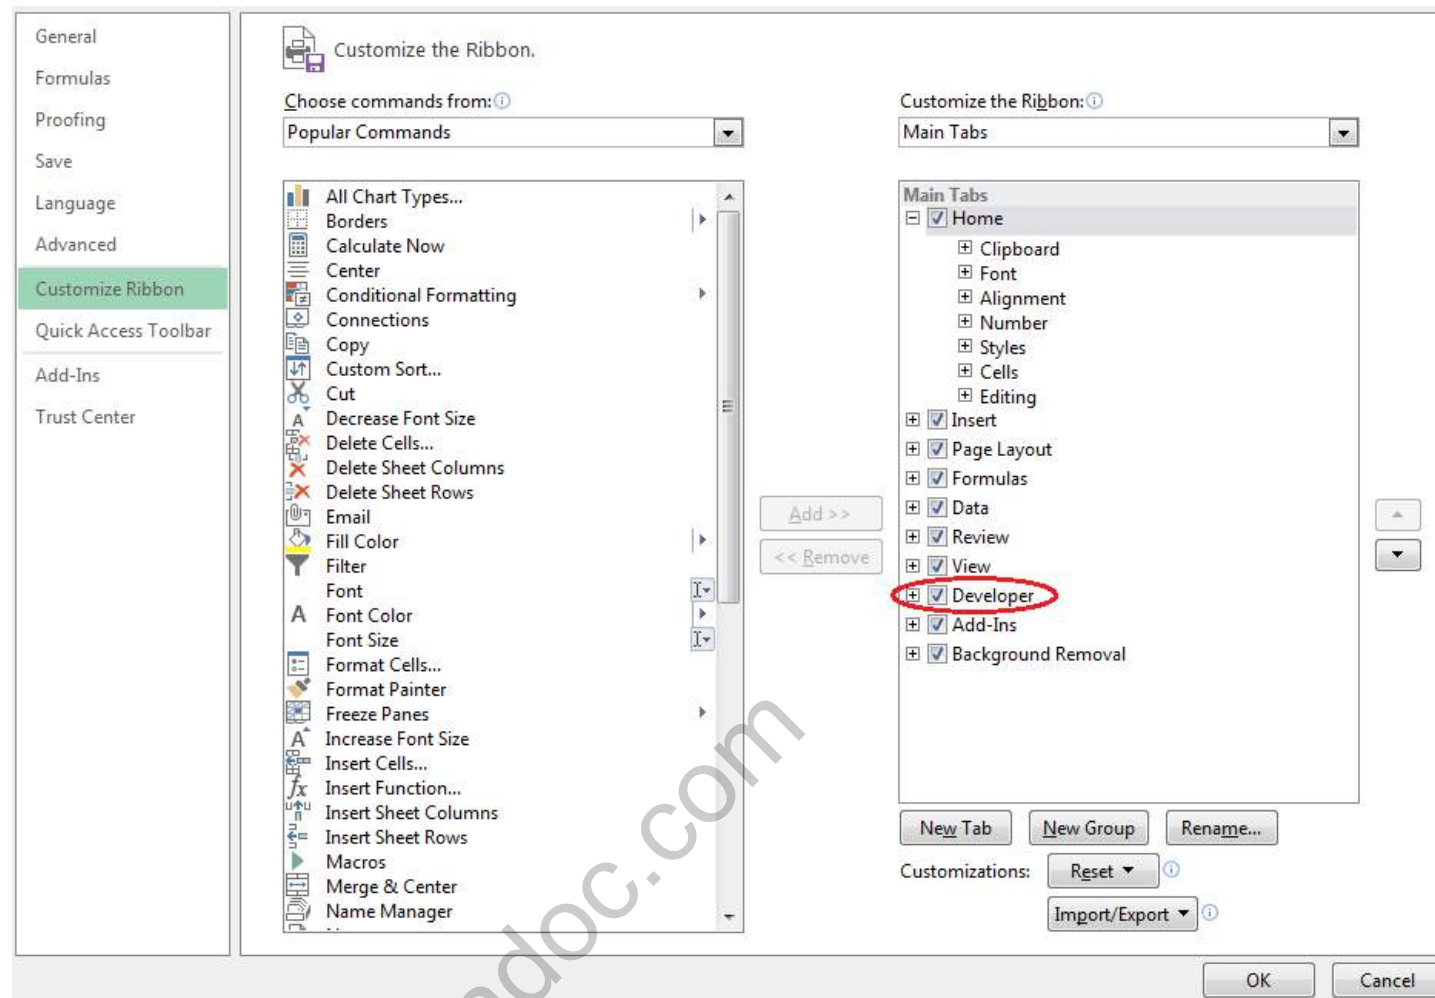 General
Formulas
Proofing
Save
Language
Advanced
Customize Ribbon
Quick Access Toolbar
Add-Ins
Trust Center
Customize the Ribbon.
Choose commands from:
Popular Commands
All Chart Types...
Borders
Calculate Now
Center
Conditional Formatting
Connections
Copy
Custom Sort...
Cut
Decrease Font Size
Delete Cells...
Delete Sheet Columns
Delete Sheet Rows
Email
Fill Color
Filter
Font
Font Color
Font Size
Format Cells...
Format Painter
Freeze Panes
Increase Font Size
Insert Cells...
Insert Function...
Insert Sheet Columns
Insert Sheet Rows
Macros
Merge & Center
Name Manager
Add >>
<< Remove
Customize the Ribbon:
Main Tabs
Main Tabs
Home
Clipboard
Font
Alignment
Number
Styles
Cells
Editing
Insert
Page Layout
Formulas
Data
Review
View
Developer
Add-Ins
Background Removal
New Tab
New Group
Rename...
Customizations:
Reset
Import/Export
OK
Cancel